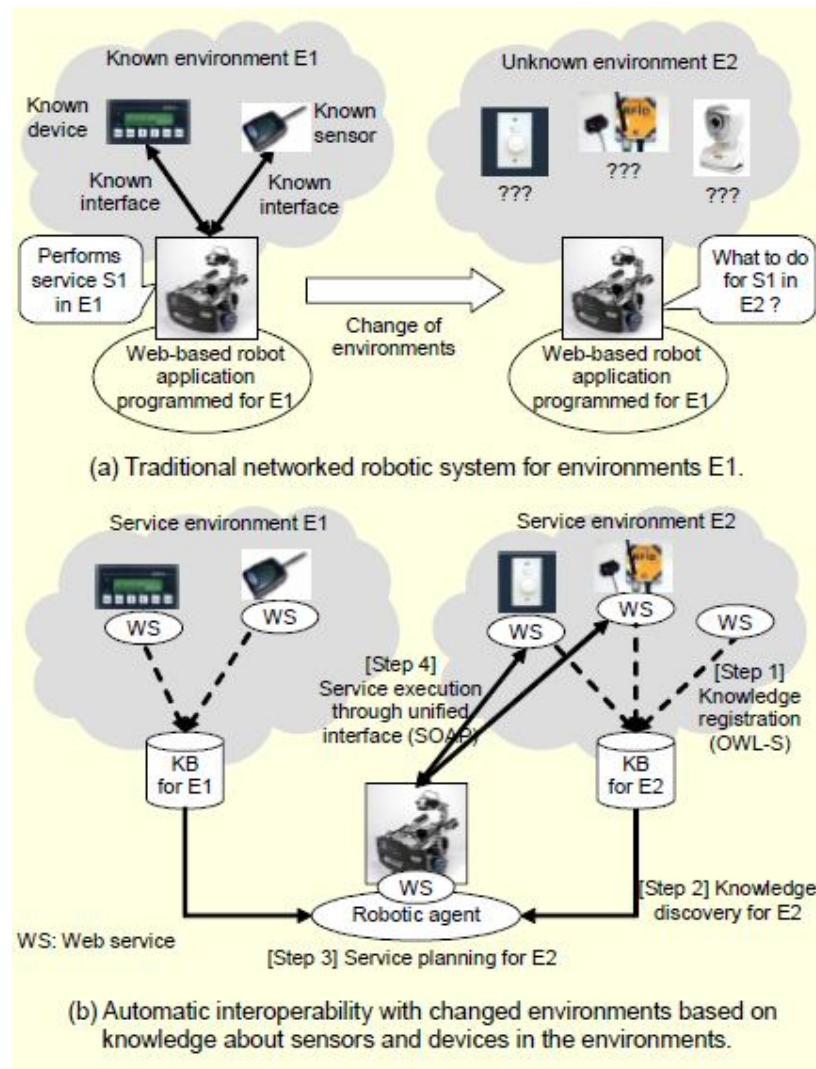 Known environment E1
Unknown environment E2
Known
device
Known
sensor
RFID
???
???
???
Known
interface
Known
interface
Performs
service S1
in E1
What to do
for S1 in
E2 ?
Change of
environments
Web-based robot
application
programmed for E1
Web-based robot
application
programmed for E1
(a) Traditional networked robotic system for environments E1.
Service environment E1
Service environment E2
RFID
WS
WS
WS
WS
WS
[Step 4]
Service execution
through unified
interface (SOAP)
[Step 1]
Knowledge
registration
(OWL-S)
KB
for E1
KB
for E2
WS
Robotic agent
[Step 2] Knowledge
discovery for E2
WS: Web service
[Step 3] Service planning for E2
(b) Automatic interoperability with changed environments based on
knowledge about sensors and devices in the environments.